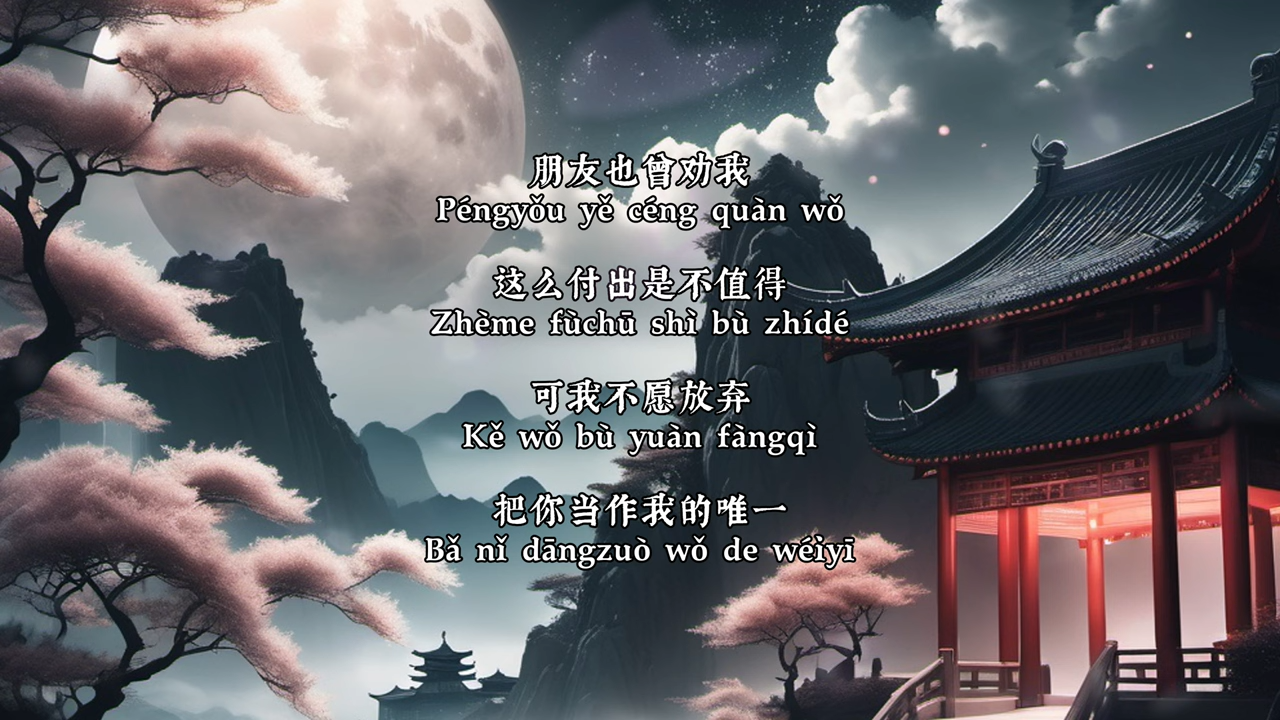 朋友也曾劝我
Péngyǒu yě céng quàn wǒ
这么付出是不值得
Zhème fùchū shì bù zhídé
可我不愿放弃
Kě wǒ bù yuàn fàngqì
把你当作我的唯一
Bǎ nǐ dāngzuò wǒ de wéiyī